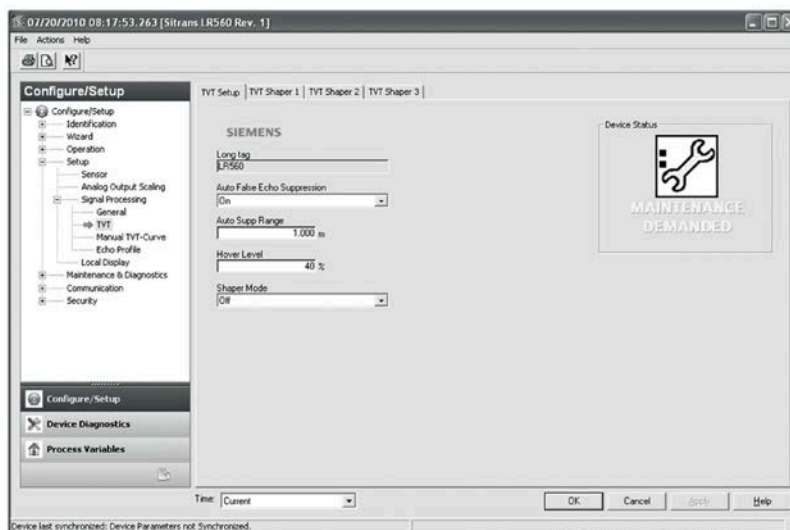 07/20/2010 08:17:53.263 [Sitrans LR560 Rev. 1]
File Actions Help
Configure/Setup
Configure/Setup
Identification
Wizard
Operation
Setup
Sensor
Analog Output Scaling
Signal Processing
General
TVT
Manual TVT-Curve
Echo Profile
Local Display
Maintenance & Diagnostics
Communication
Security
Configure/Setup
Device Diagnostics
Process Variables
TVT Setup TVT Shaper 1 TVT Shaper 2 TVT Shaper 3
SIEMENS
Long tag
LR560
Auto False Echo Suppression
On
Auto Supp Range
1.000 m
Hover Level
40 %
Shaper Mode
Off
Device Status
MAINTENANCE
DEMANDED
Time: Current
OK Cancel Apply Help
Device last synchronized: Device Parameters not Synchronized.